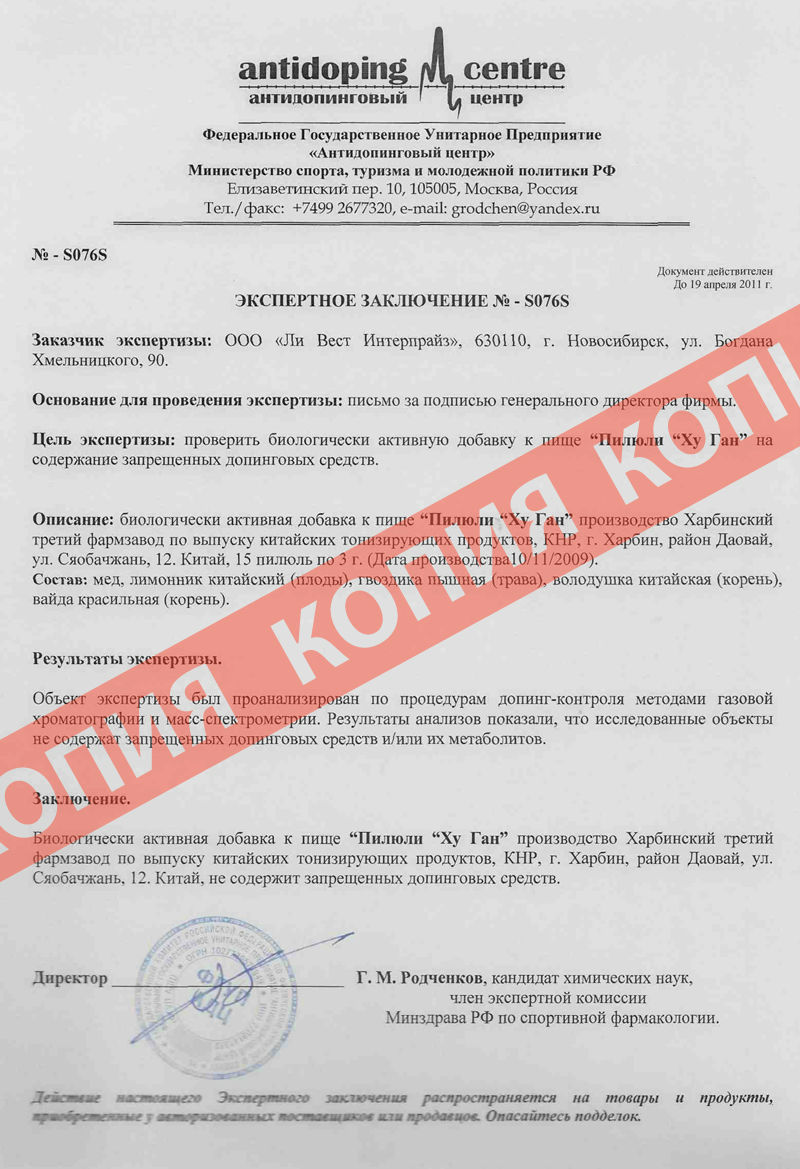 antidoping centre
антидопинговый центр
Федеральное Государственное Унитарное Предприятие
«Антидопинговый центр»
Министерство спорта, туризма и молодежной политики РФ
Елизаветинский пер. 10, 105005, Москва, Россия
Тел./факс: +7499 2677320, e-mail: grodchen@yandex.ru
№ - S076S
Документ действителен
До 19 апреля 2011 г.
ЭКСПЕРТНОЕ ЗАКЛЮЧЕНИЕ № - S076S
Заказчик экспертизы: ООО «Ли Вест Интерпрайз», 630110, г. Новосибирск, ул. Богдана
Хмельницкого, 90.
Основание для проведения экспертизы: письмо за подписью генерального директора фирмы.
Цель экспертизы: проверить биологически активную добавку к пище “Пилюли “Ху Ган” на
содержание запрещенных допинговых средств.
Описание: биологически активная добавка к пище “Пилюли “Ху Ган” производство Харбинский
третий фармзавод по выпуску китайских тонизирующих продуктов, КНР, г. Харбин, район Даовай,
ул. Сяобачжань, 12. Китай, 15 пилюль по 3 г. (Дата производства10/11/2009).
Состав: мед, лимонник китайский (плоды), гвоздика пышная (трава), володушка китайская (корень),
вайда красильная (корень).
Результаты экспертизы.
Объект экспертизы был проанализирован по процедурам допинг-контроля методами газовой
хроматографии и масс-спектрометрии. Результаты анализов показали, что исследованные объекты
не содержат запрещенных допинговых средств и/или их метаболитов.
КОПИЯ КОПИЯ КОПИЯ КОПИ
Заключение.
Биологически активная добавка к пище “Пилюли “Ху Ган” производство Харбинский третий
фармзавод по выпуску китайских тонизирующих продуктов, КНР, г. Харбин, район Даовай, ул.
Сяобачжань, 12. Китай, не содержит запрещенных допинговых средств.
Директор Г. М. Родченков, кандидат химических наук,
член экспертной комиссии
Минздрава РФ по спортивной фармакологии.
Действие настоящего Экспертного заключения распространяется на товары и продукты,
приобретенные у авторизованных поставщиков или продавцов. Опасайтесь подделок.